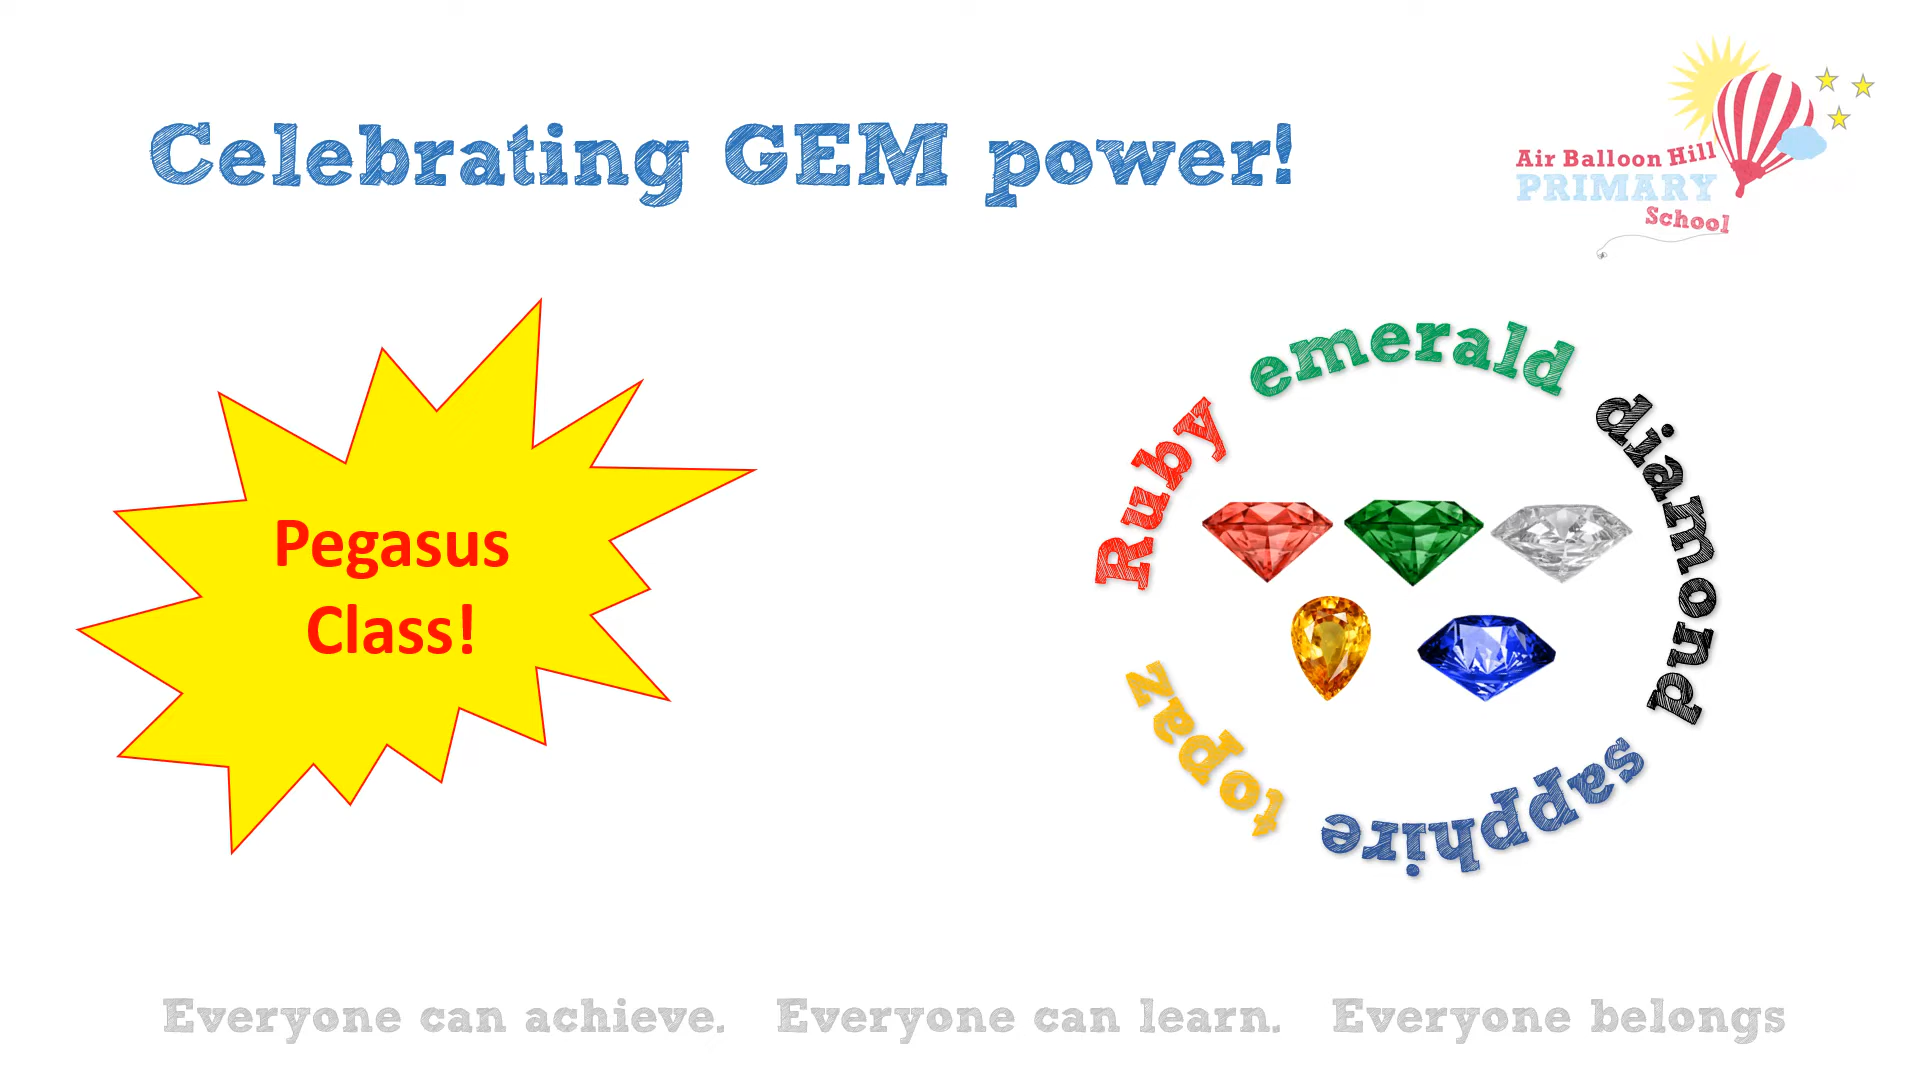 Celebrating GEM power!
Air Balloon Hill
PRIMARY
School
Pegasus
Class!
Ruby emerald diamond sapphire topaz
Everyone can achieve. Everyone can learn. Everyone belongs